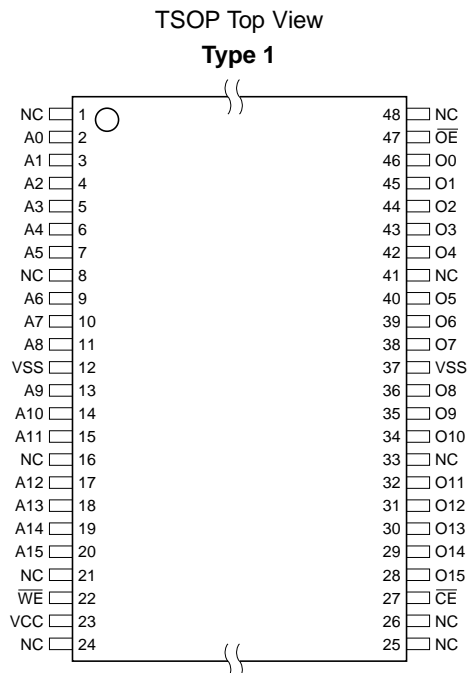 TSOP Top View
Type 1
NC 1 48 NC
A0 2 47 O̅E̅
A1 3 46 O0
A2 4 45 O1
A3 5 44 O2
A4 6 43 O3
A5 7 42 O4
NC 8 41 NC
A6 9 40 O5
A7 10 39 O6
A8 11 38 O7
VSS 12 37 VSS
A9 13 36 O8
A10 14 35 O9
A11 15 34 O10
NC 16 33 NC
A12 17 32 O11
A13 18 31 O12
A14 19 30 O13
A15 20 29 O14
NC 21 28 O15
W̅E̅ 22 27 C̅E̅
VCC 23 26 NC
NC 24 25 NC